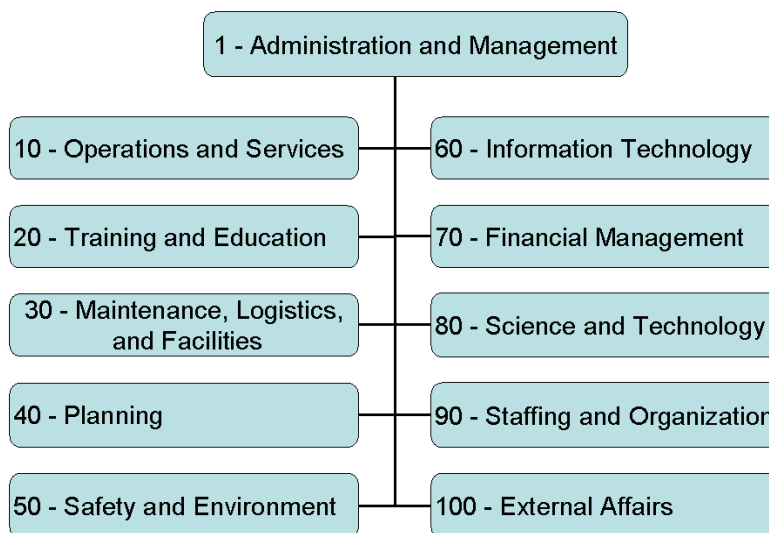 1 - Administration and Management
10 - Operations and Services
20 - Training and Education
30 - Maintenance, Logistics,
and Facilities
40 - Planning
50 - Safety and Environment
60 - Information Technology
70 - Financial Management
80 - Science and Technology
90 - Staffing and Organization
100 - External Affairs